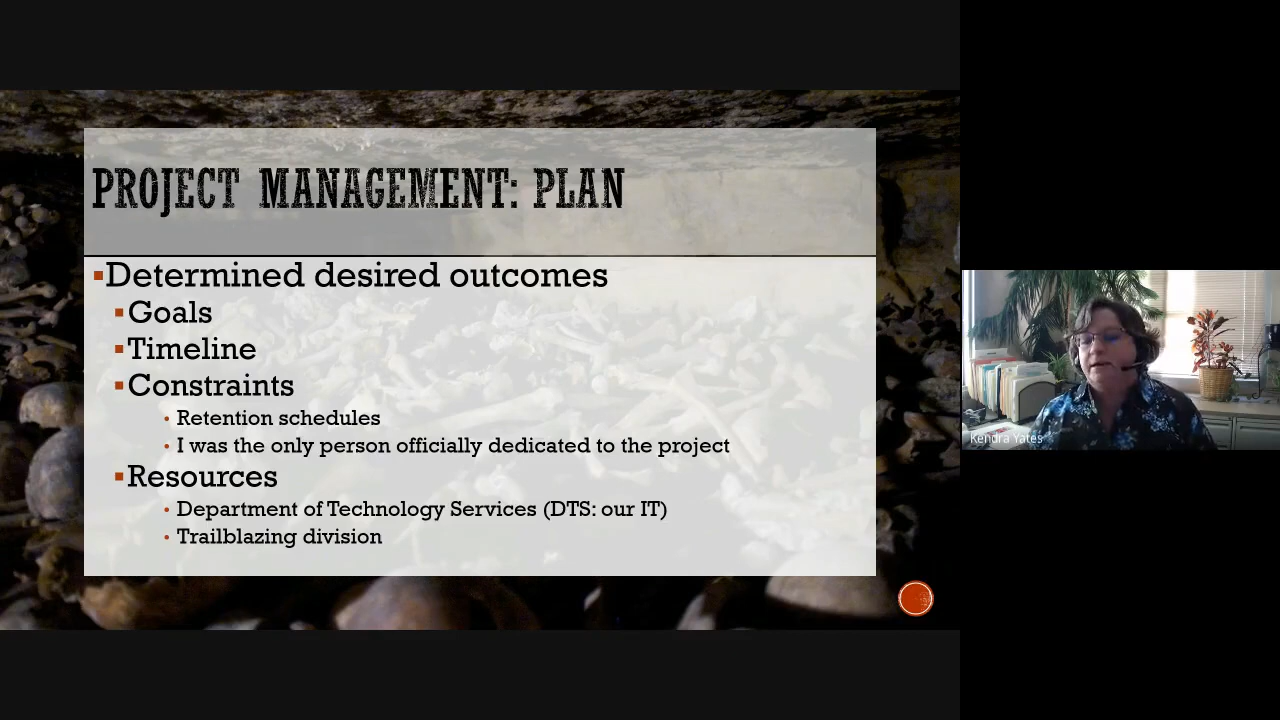 PROJECT MANAGEMENT: PLAN
Determined desired outcomes
Goals
Timeline
Constraints
Retention schedules
I was the only person officially dedicated to the project
Resources
Department of Technology Services (DTS: our IT)
Trailblazing division
Kendra Yates